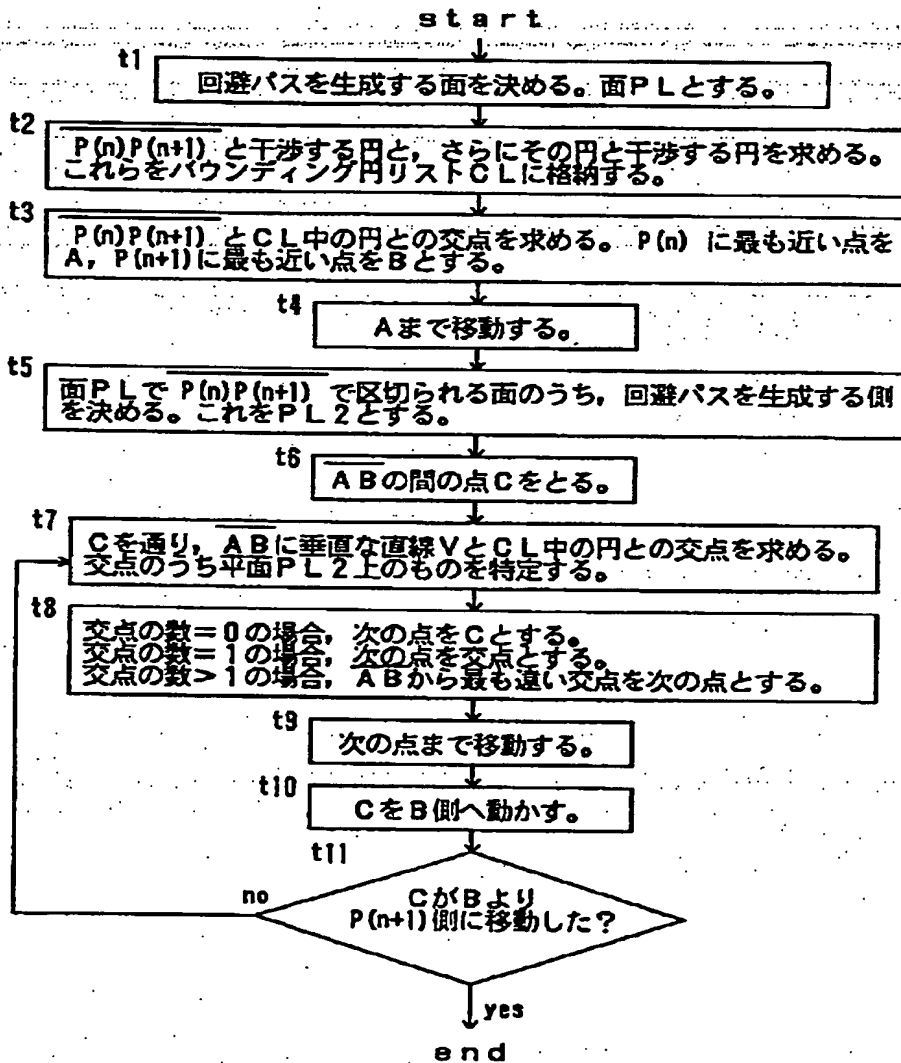 start
t1
回避パスを生成する面を決める。面PLとする。
t2
P(n)P(n+1) と干渉する円と，さらにその円と干渉する円を求める。
これらをバウンディング円リストCLに格納する。
t3
P(n)P(n+1) とCL中の円との交点を求める。 P(n) に最も近い点を
A，P(n+1)に最も近い点をBとする。
t4
Aまで移動する。
t5
面PLで P(n)P(n+1) で区切られる面のうち，回避パスを生成する側
を決める。これをPL2とする。
t6
ABの間の点Cをとる。
t7
Cを通り，ABに垂直な直線VとCL中の円との交点を求める。
交点のうち平面PL2上のものを特定する。
t8
交点の数＝0の場合，次の点をCとする。
交点の数＝1の場合，次の点を交点とする。
交点の数＞1の場合，ABから最も遠い交点を次の点とする。
t9
次の点まで移動する。
t10
CをB側へ動かす。
t11
CがBより
P(n+1)側に移動した？
no
yes
end